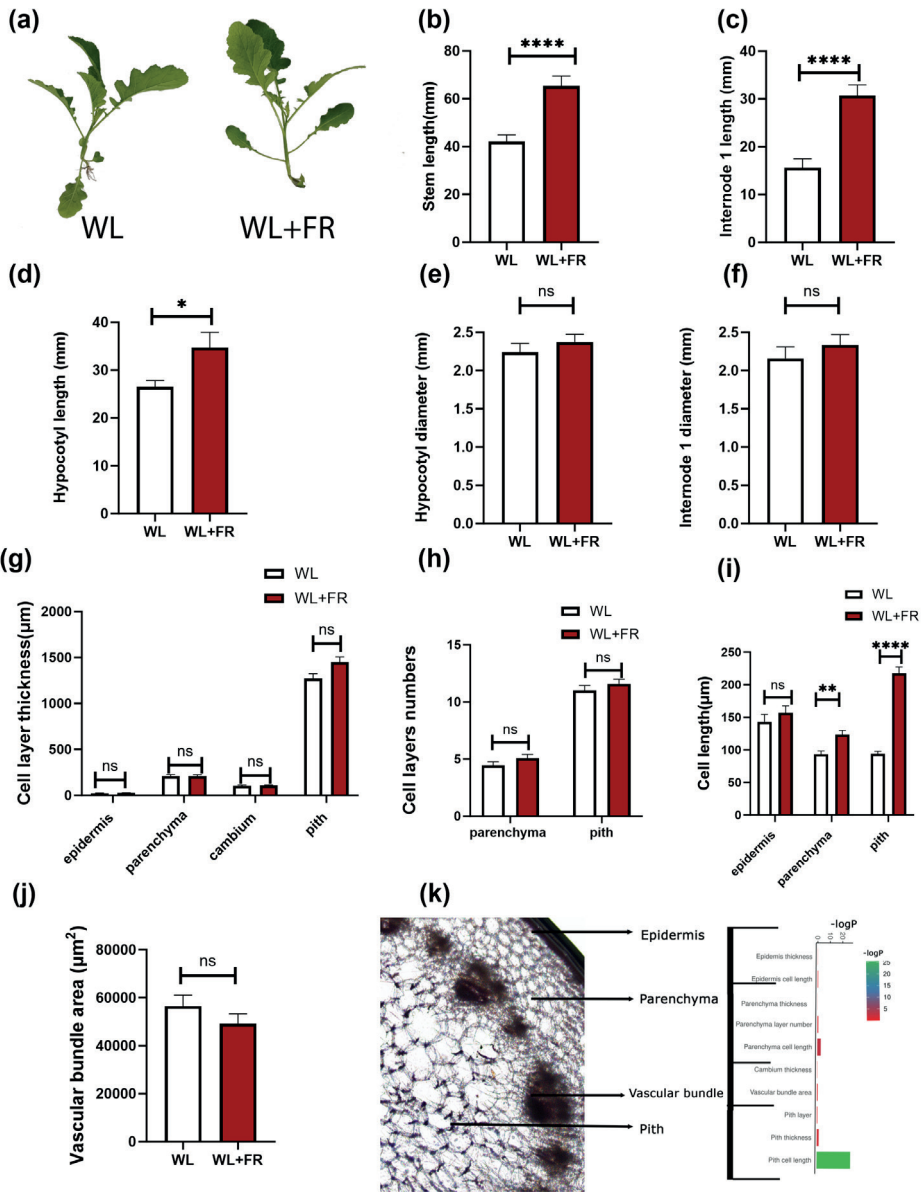 (a)
WL
WL+FR
(b)
****
Stem length(mm)
80
60
40
20
0
WL
WL+FR
(c)
****
Internode 1 length (mm)
40
30
20
10
0
WL
WL+FR
(d)
*
Hypocotyl length (mm)
40
30
20
10
0
WL
WL+FR
(e)
ns
Hypocotyl diameter (mm)
2.5
2.0
1.5
1.0
0.5
0.0
WL
WL+FR
(f)
ns
Internode 1 diameter (mm)
2.5
2.0
1.5
1.0
0.5
0.0
WL
WL+FR
(g)
WL
WL+FR
Cell layer thickness(μm)
2000
1500
1000
500
0
ns
ns
ns
ns
epidermis
parenchyma
cambium
pith
(h)
WL
WL+FR
Cell layers numbers
15
10
5
0
ns
ns
parenchyma
pith
(i)
WL
WL+FR
Cell length(μm)
250
200
150
100
50
0
ns
**
****
epidermis
parenchyma
pith
(j)
ns
Vascular bundle area (μm²)
80000
60000
40000
20000
0
WL
WL+FR
(k)
Epidermis
Parenchyma
Vascular bundle
Pith
-logP
0
10
20
Epidemis thickness
Epidermis cell length
Parenchyma thickness
Parenchyma layer number
Parenchyma cell length
Cambium thickness
Vascular bundle area
Pith layer
Pith thickness
Pith cell length
-logP
25
20
15
10
5